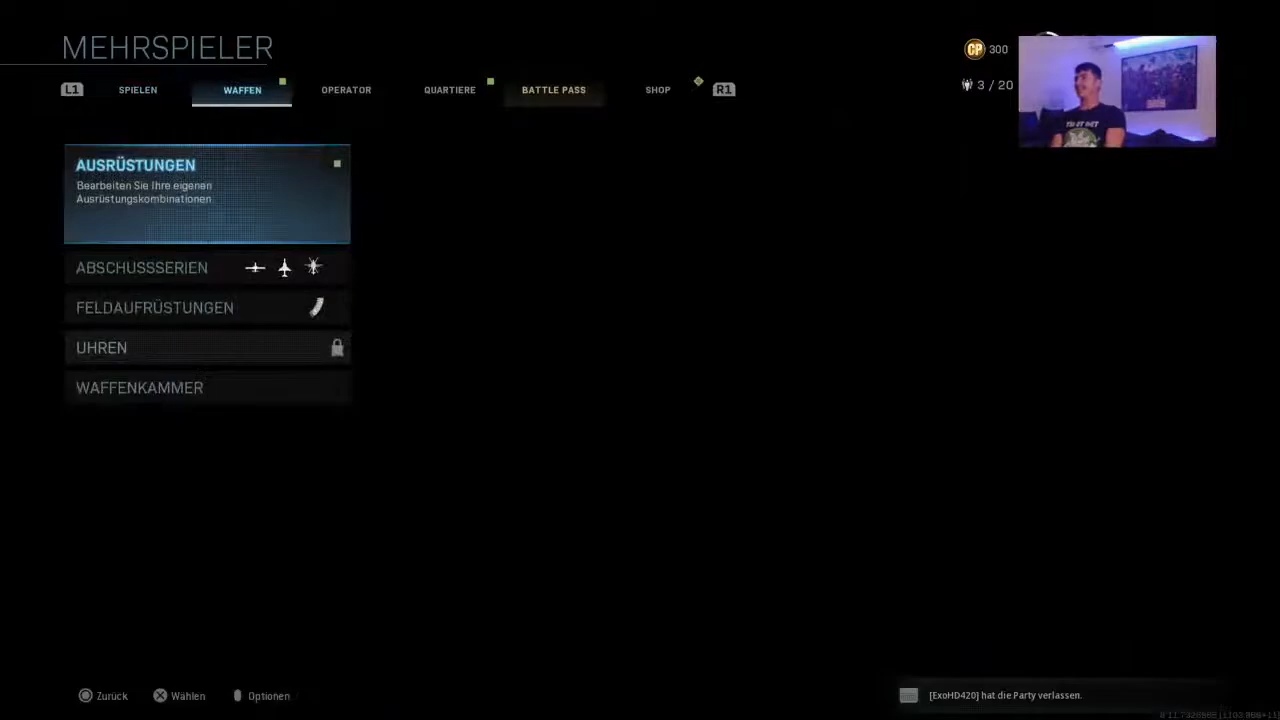 MEHRSPIELER
CP 300
L1 SPIELEN WAFFEN OPERATOR QUARTIERE BATTLE PASS SHOP R1
3 / 20
AUSRÜSTUNGEN
Bearbeiten Sie Ihre eigenen
Ausrüstungskombinationen.
ABSCHUSSSERIEN
FELDAUFRÜSTUNGEN
UHREN
WAFFENKAMMER
Zurück Wählen Optionen
[ExoHD420] hat die Party verlassen.